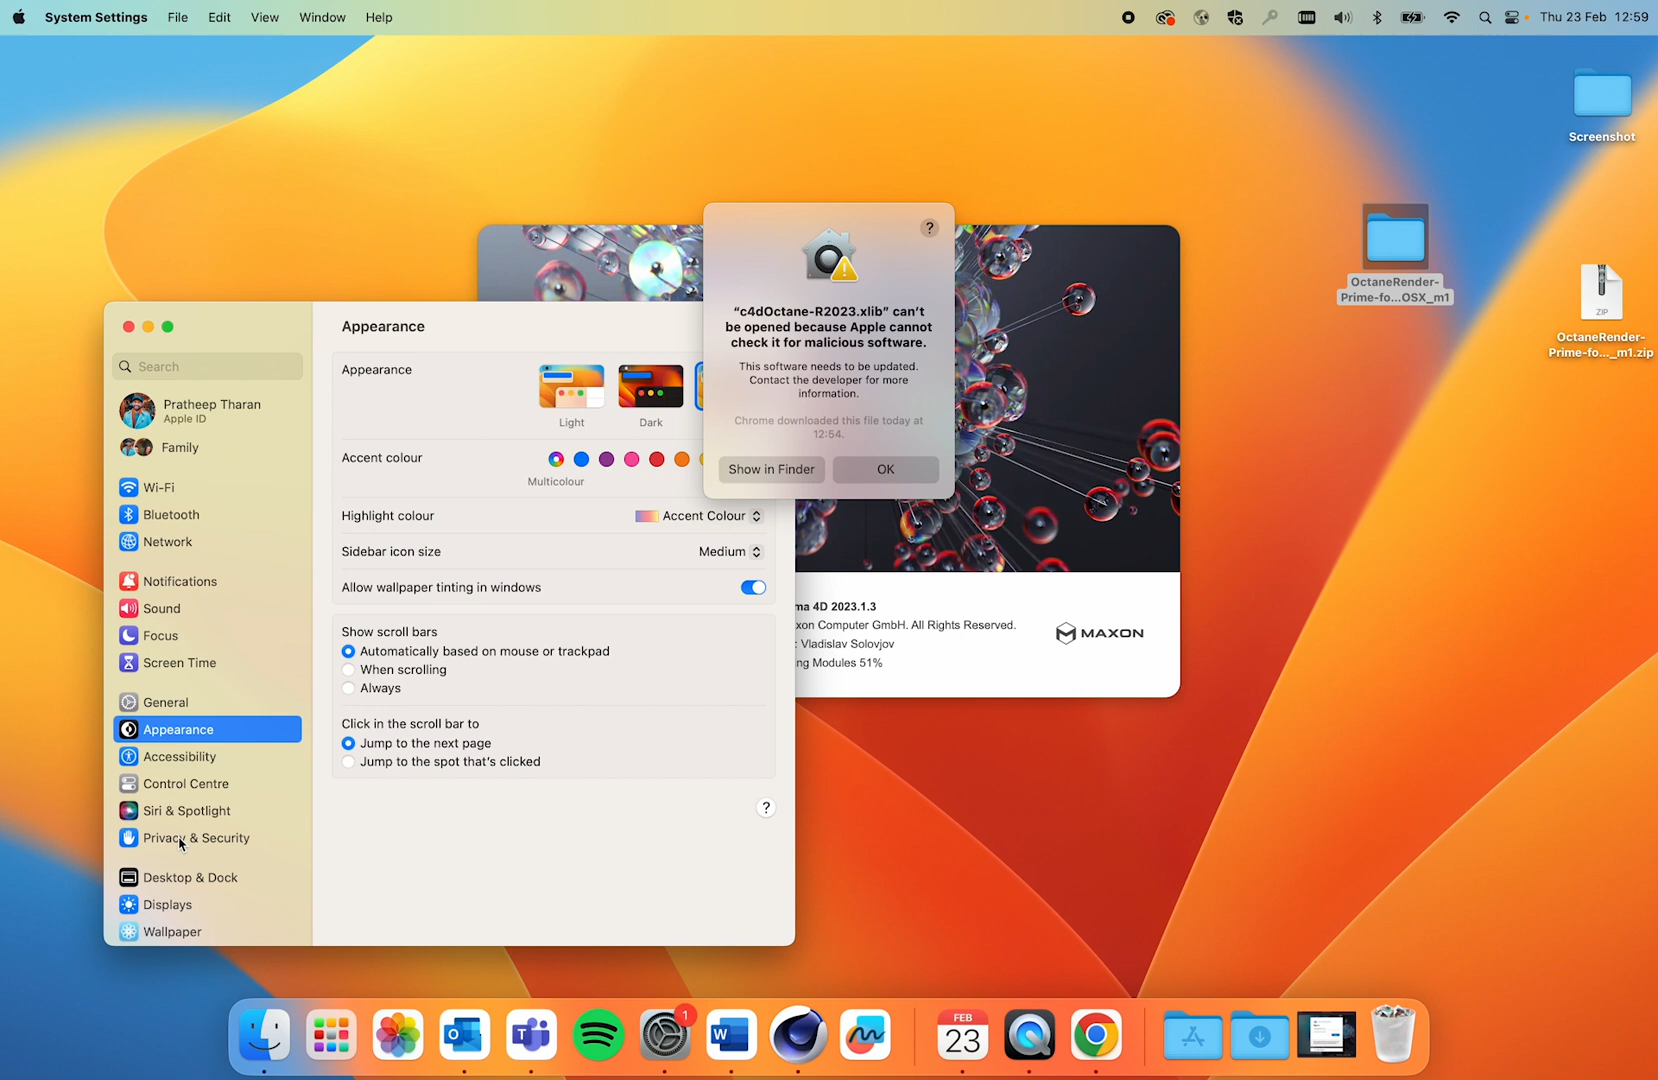 System Settings File Edit View Window Help
Thu 23 Feb 12:59
Screenshot
OctaneRender-
Prime-fo...OSX_m1
ZIP
OctaneRender-
Prime-fo..._m1.zip
Search
Pratheep Tharan
Apple ID
Family
Wi-Fi
Bluetooth
Network
Notifications
Sound
Focus
Screen Time
General
Appearance
Accessibility
Control Centre
Siri & Spotlight
Privacy & Security
Desktop & Dock
Displays
Wallpaper
Appearance
Appearance
Light
Dark
Accent colour
Multicolour
Highlight colour
Accent Colour
Sidebar icon size
Medium
Allow wallpaper tinting in windows
Show scroll bars
Automatically based on mouse or trackpad
When scrolling
Always
Click in the scroll bar to
Jump to the next page
Jump to the spot that's clicked
?
?
"c4dOctane-R2023.xlib" can't
be opened because Apple cannot
check it for malicious software.
This software needs to be updated.
Contact the developer for more
information.
Chrome downloaded this file today at
12:54.
Show in Finder
OK
ma 4D 2023.1.3
xon Computer GmbH. All Rights Reserved.
: Vladislav Solovjov
ng Modules 51%
MAXON
1
FEB
23